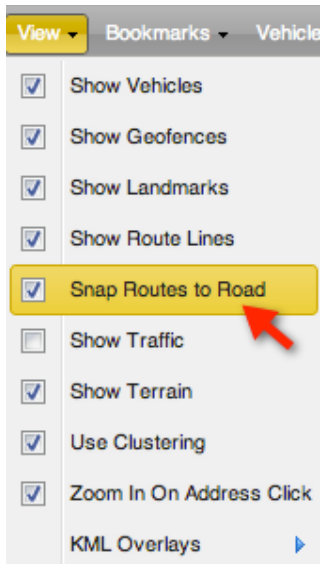 View Bookmarks
Show Vehicles
Show Geofences
Show Landmarks
Show Route Lines
Snap Routes to Road
Show Traffic
Show Terrain
Use Clustering
Zoom In On Address Click
KML Overlays